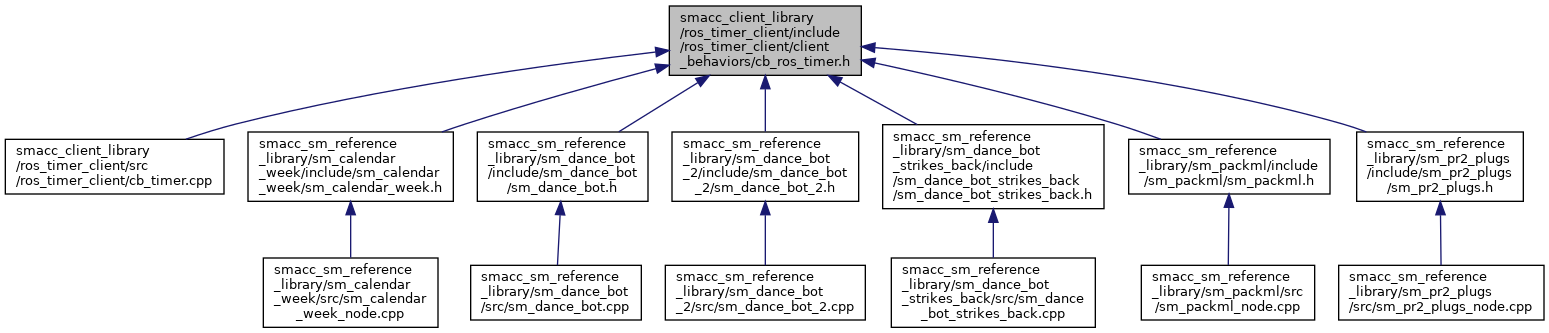 smacc_client_library
/ros_timer_client/include
/ros_timer_client/client
_behaviors/cb_ros_timer.h
smacc_client_library
/ros_timer_client/src
/ros_timer_client/cb_timer.cpp
smacc_sm_reference
_library/sm_calendar
_week/include/sm_calendar
_week/sm_calendar_week.h
smacc_sm_reference
_library/sm_dance_bot
/include/sm_dance_bot
/sm_dance_bot.h
smacc_sm_reference
_library/sm_dance_bot
_2/include/sm_dance_bot
_2/sm_dance_bot_2.h
smacc_sm_reference
_library/sm_dance_bot
_strikes_back/include
/sm_dance_bot_strikes_back
/sm_dance_bot_strikes_back.h
smacc_sm_reference
_library/sm_packml/include
/sm_packml/sm_packml.h
smacc_sm_reference
_library/sm_pr2_plugs
/include/sm_pr2_plugs
/sm_pr2_plugs.h
smacc_sm_reference
_library/sm_calendar
_week/src/sm_calendar
_week_node.cpp
smacc_sm_reference
_library/sm_dance_bot
/src/sm_dance_bot.cpp
smacc_sm_reference
_library/sm_dance_bot
_2/src/sm_dance_bot_2.cpp
smacc_sm_reference
_library/sm_dance_bot
_strikes_back/src/sm_dance
_bot_strikes_back.cpp
smacc_sm_reference
_library/sm_packml/src
/sm_packml_node.cpp
smacc_sm_reference
_library/sm_pr2_plugs
/src/sm_pr2_plugs_node.cpp